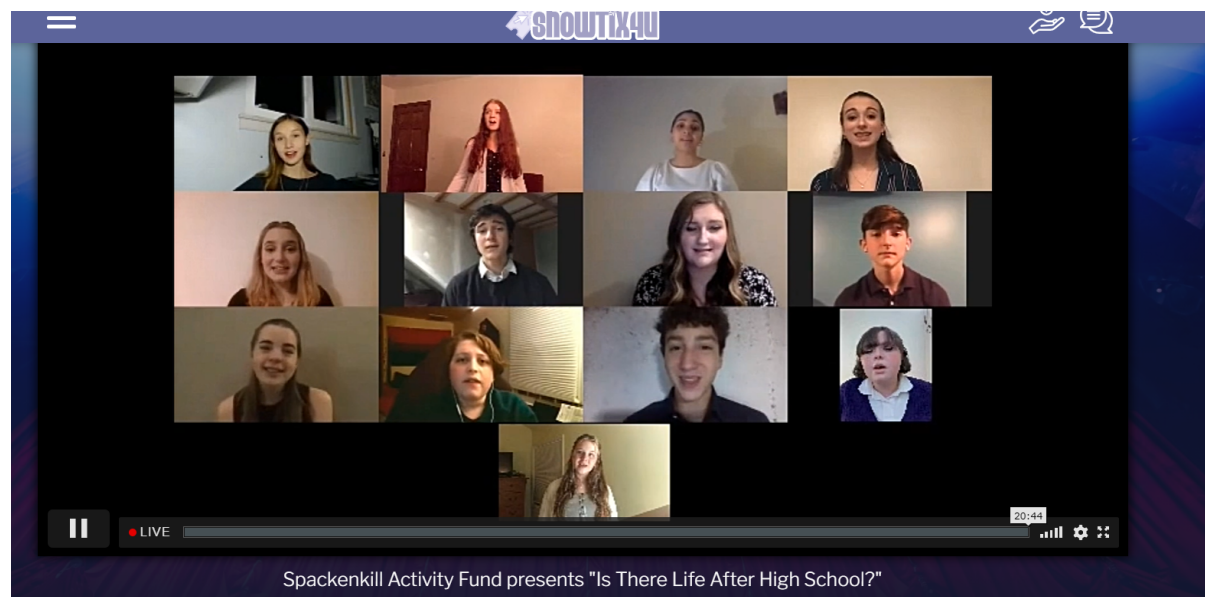 SHOWTIX4U
20:44
LIVE
Spackenkill Activity Fund presents "Is There Life After High School?"